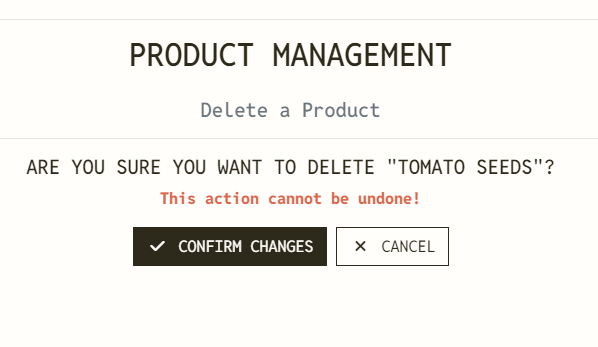 PRODUCT MANAGEMENT
Delete a Product
ARE YOU SURE YOU WANT TO DELETE "TOMATO SEEDS"?
This action cannot be undone!
CONFIRM CHANGES
CANCEL